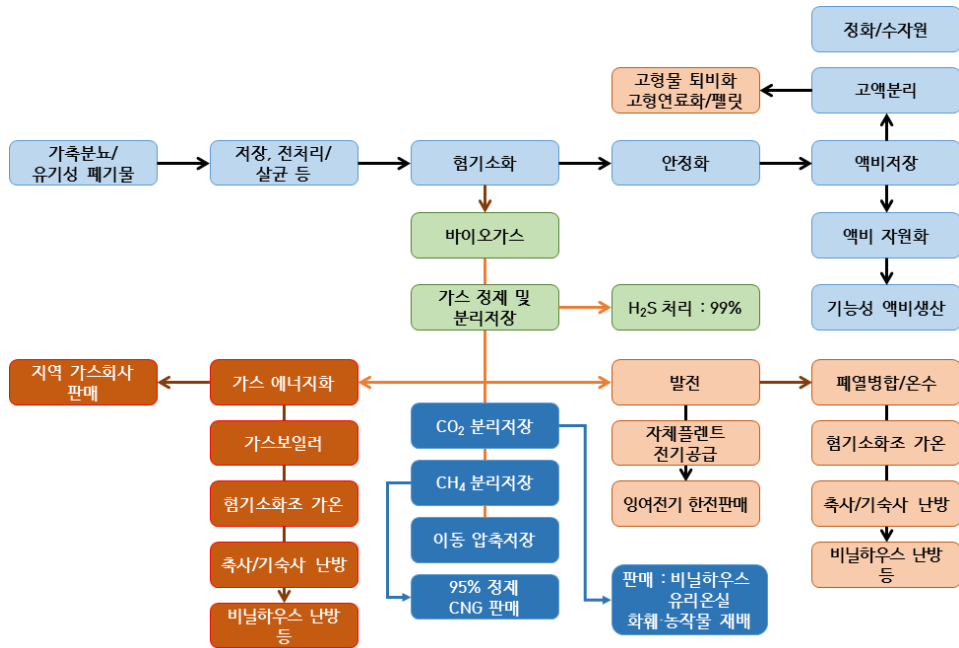 정화/수자원
고형물 퇴비화
고형연료화/펠릿
고액분리
가축분뇨/
유기성 폐기물
저장, 전처리/
살균 등
혐기소화
안정화
액비저장
바이오가스
액비 자원화
가스 정제 및
분리저장
H₂S 처리 : 99%
기능성 액비생산
지역 가스회사
판매
가스 에너지화
발전
폐열병합/온수
가스보일러
CO₂ 분리저장
자체플렌트
전기공급
혐기소화조 가온
혐기소화조 가온
CH₄ 분리저장
잉여전기 한전판매
축사/기숙사 난방
축사/기숙사 난방
이동 압축저장
비닐하우스 난방
등
비닐하우스 난방
등
95% 정제
CNG 판매
판매 : 비닐하우스
유리온실
화훼·농작물 재배